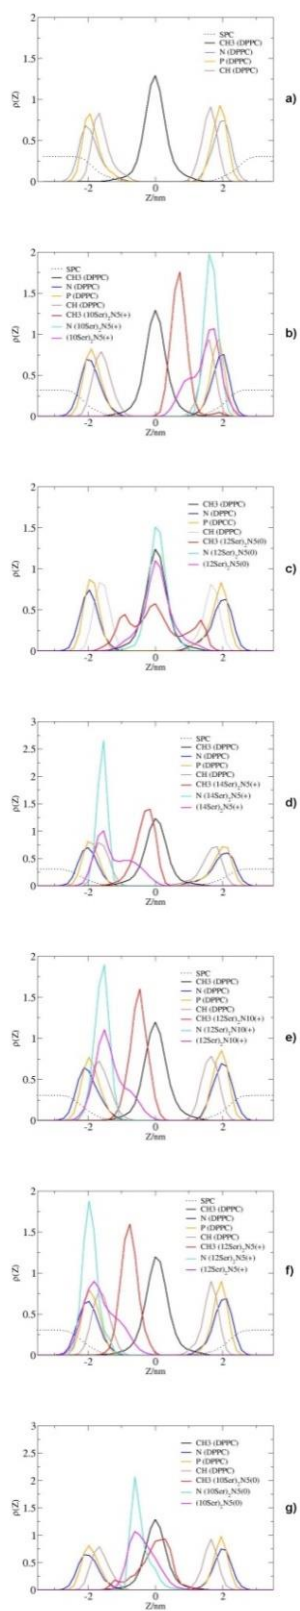 2
1.5
1
0.5
0
ρ(Z)
-2
0
2
Z/nm
SPC
CH3 (DPPC)
N (DPPC)
P (DPPC)
CH (DPPC)
a)
2
1.5
1
0.5
0
ρ(Z)
-2
0
2
Z/nm
SPC
CH3 (DPPC)
N (DPPC)
P (DPPC)
CH (DPPC)
CH3 (10Ser)2N5(+)
N (10Ser)2N5(+)
(10Ser)2N5(+)
b)
2
1.5
1
0.5
0
ρ(Z)
-2
0
2
Z/nm
CH3 (DPPC)
N (DPPC)
P (DPCC)
CH (DPPC)
CH3 (12Ser)2N5(0)
N (12Ser)2N5(0)
(12Ser)2N5(0)
c)
3
2.5
2
1.5
1
0.5
0
ρ(Z)
-2
0
2
Z/nm
SPC
CH3 (DPPC)
N (DPPC)
P (DPPC)
CH (DPPC)
CH3 (14Ser)2N5(+)
N (14Ser)2N5(+)
(14Ser)2N5(+)
d)
2
1.5
1
0.5
0
ρ(Z)
-2
0
2
Z/nm
SPC
CH3 (DPPC)
N (DPPC)
P (DPPC)
CH (DPPC)
CH3 (12Ser)2N10(+)
N (12Ser)2N10(+)
(12Ser)2N10(+)
e)
2
1.5
1
0.5
0
ρ(Z)
-2
0
2
Z/nm
SPC
CH3 (DPPC)
N (DPPC)
P (DPPC)
CH (DPPC)
CH3 (12Ser)2N5(+)
N (12Ser)2N5(+)
(12Ser)2N5(+)
f)
3
2.5
2
1.5
1
0.5
0
ρ(Z)
-2
0
2
Z/nm
CH3 (DPPC)
N (DPPC)
P (DPPC)
CH (DPPC)
CH3 (10Ser)2N5(0)
N (10Ser)2N5(0)
(10Ser)2N5(0)
g)